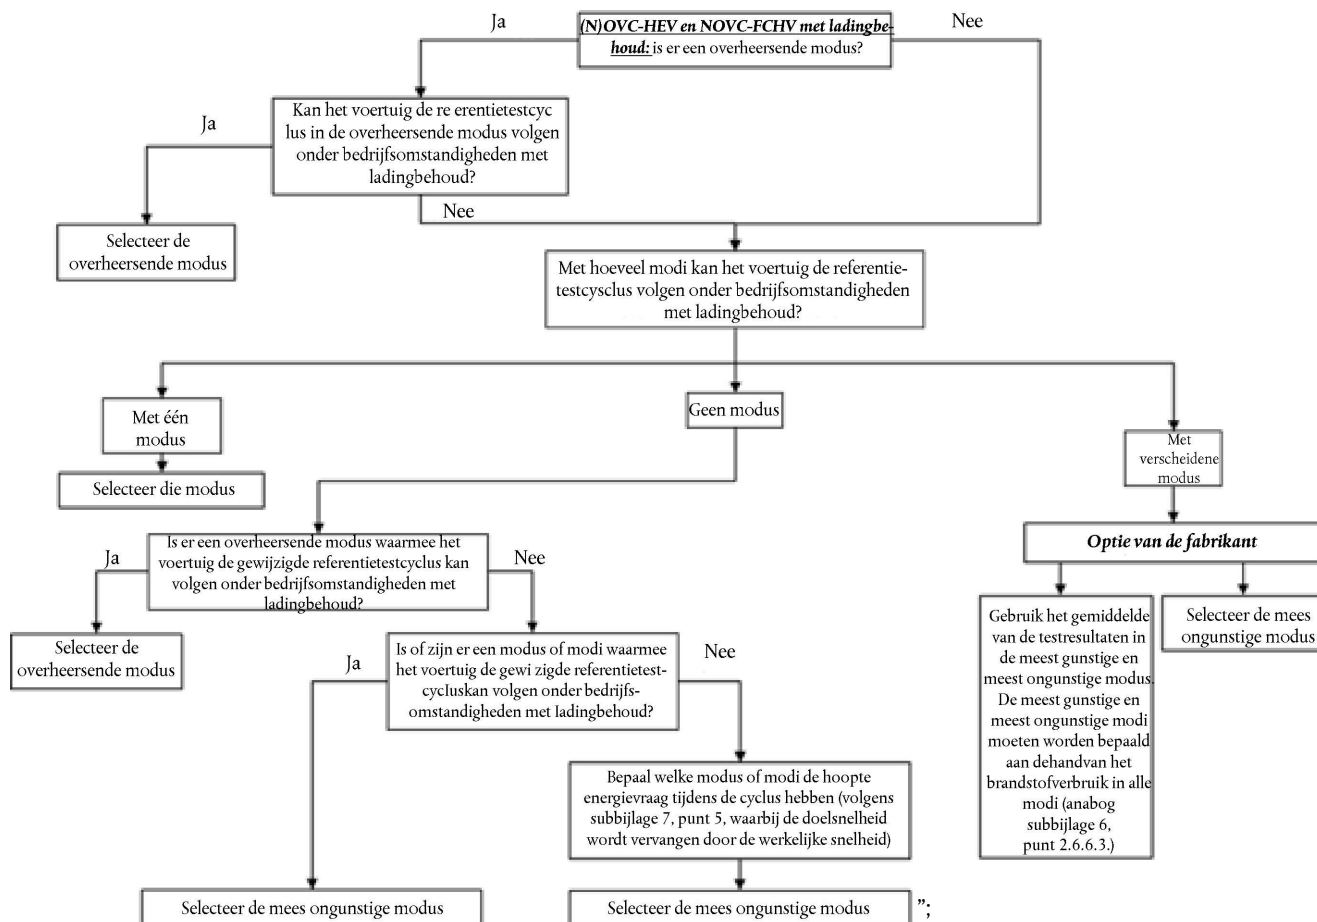 Ja
(N)OVC-HEV en NOVC-FCHV met ladingbe-
houd: is er een overheersende modus?
Nee
Kan het voertuig de re erentietestcyc
lus in de overheersende modus volgen
onder bedrijfsomstandigheden met
ladingbehoud?
Ja
Nee
Selecteer de
overheersende modus
Met hoeveel modi kan het voertuig de referentie-
testcysclus volgen onder bedrijfsomstandigheden
met ladingbehoud?
Met één
modus
Geen modus
Met
verscheidene
modus
Selecteer die modus
Optie van de fabrikant
Is er een overheersende modus waarmee het
voertuig de gewijzigde referentietestcyclus kan
volgen onder bedrijfsomstandigheden met
ladingbehoud?
Ja
Nee
Gebruik het gemiddelde
van de testresultaten in
de meest gunstige en
meest ongunstige modus.
De meest gunstige en
meest ongunstige modi
moeten worden bepaald
aan dehandvan het
brandstofverbruik in alle
modi (anabog
subbijlage 6,
punt 2.6.6.3.)
Selecteer de mees
ongunstige modus
Selecteer de
overheersende modus
Is of zijn er een modus of modi waarmee
het voertuig de gewi zigde referentietest-
cycluskan volgen onder bedrijfs-
omstandigheden met ladingbehoud?
Ja
Nee
Bepaal welke modus of modi de hoopte
energievraag tijdens de cyclus hebben (volgens
subbijlage 7, punt 5, waarbij de doelsnelheid
wordt vervangen door de werkelijke snelheid)
Selecteer de mees ongunstige modus
Selecteer de mees ongunstige modus
”;